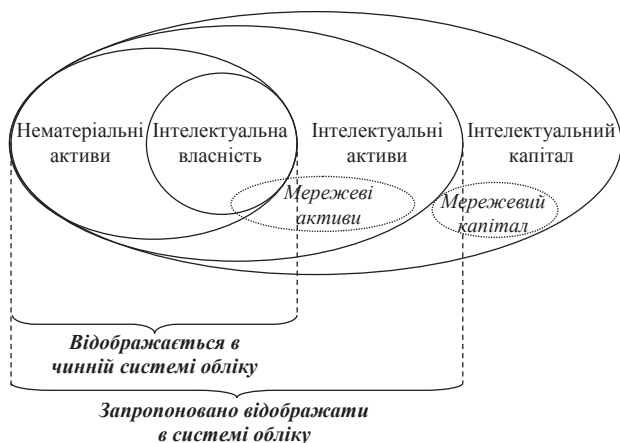 Нематеріальні
активи
Інтелектуальна
власність
Інтелектуальні
активи
Інтелектуальний
капітал
Мережеві
активи
Мережевий
капітал
Відображається в
чинній системі обліку
Запропоновано відображати
в системі обліку